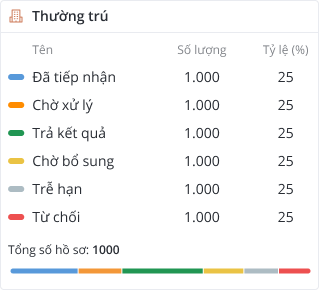 Thường trú
Tên Số lượng Tỷ lệ (%)
Đã tiếp nhận 1.000 25
Chờ xử lý 1.000 25
Trả kết quả 1.000 25
Chờ bổ sung 1.000 25
Trễ hạn 1.000 25
Từ chối 1.000 25
Tổng số hồ sơ: 1000